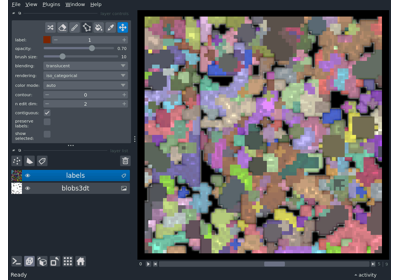 File View Plugins Window Help
label: 1
opacity: 0.70
brush size: 10
blending: translucent
rendering: iso_categorical
color mode: auto
contour: 0
n edit dim: 2
contiguous:
preserve
labels:
show
selected:
labels
blobs3dt
Ready
activity